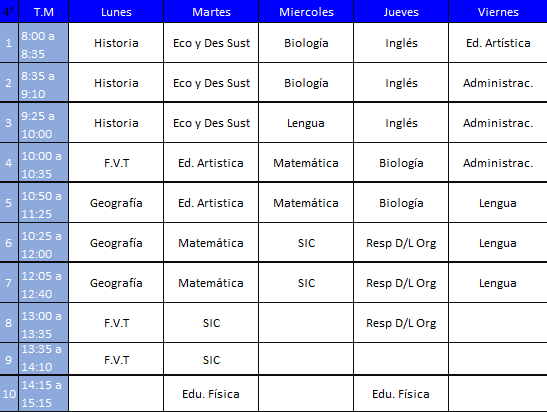 T.M Lunes Martes Miercoles Jueves Viernes
1 8:00 a 8:35 Historia Eco y Des Sust Biología Inglés Ed. Artística
2 8:35 a 9:10 Historia Eco y Des Sust Biología Inglés Administrac.
3 9:25 a 10:00 Historia Eco y Des Sust Lengua Inglés Administrac.
4 10:00 a 10:35 F.V.T Ed. Artistica Matemática Biología Administrac.
5 10:50 a 11:25 Geografía Ed. Artistica Matemática Biología Lengua
6 10:25 a 12:00 Geografía Matemática SIC Resp D/L Org Lengua
7 12:05 a 12:40 Geografía Matemática SIC Resp D/L Org Lengua
8 13:00 a 13:35 F.V.T SIC Resp D/L Org
9 13:35 a 14:10 F.V.T SIC
10 14:15 a 15:15 Edu. Física Edu. Física